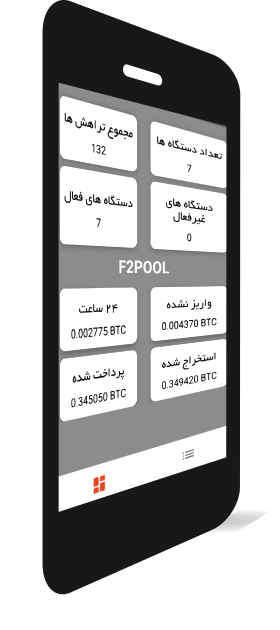 تعداد دستگاه ها
7
مجموع تراهش ها
132
دستگاه های
غیرفعال
0
دستگاه های فعال
7
F2POOL
واریز نشده
0.004370 BTC
۲۴ ساعت
0.002775 BTC
استخراج شده
0.349420 BTC
پرداخت شده
0.345050 BTC